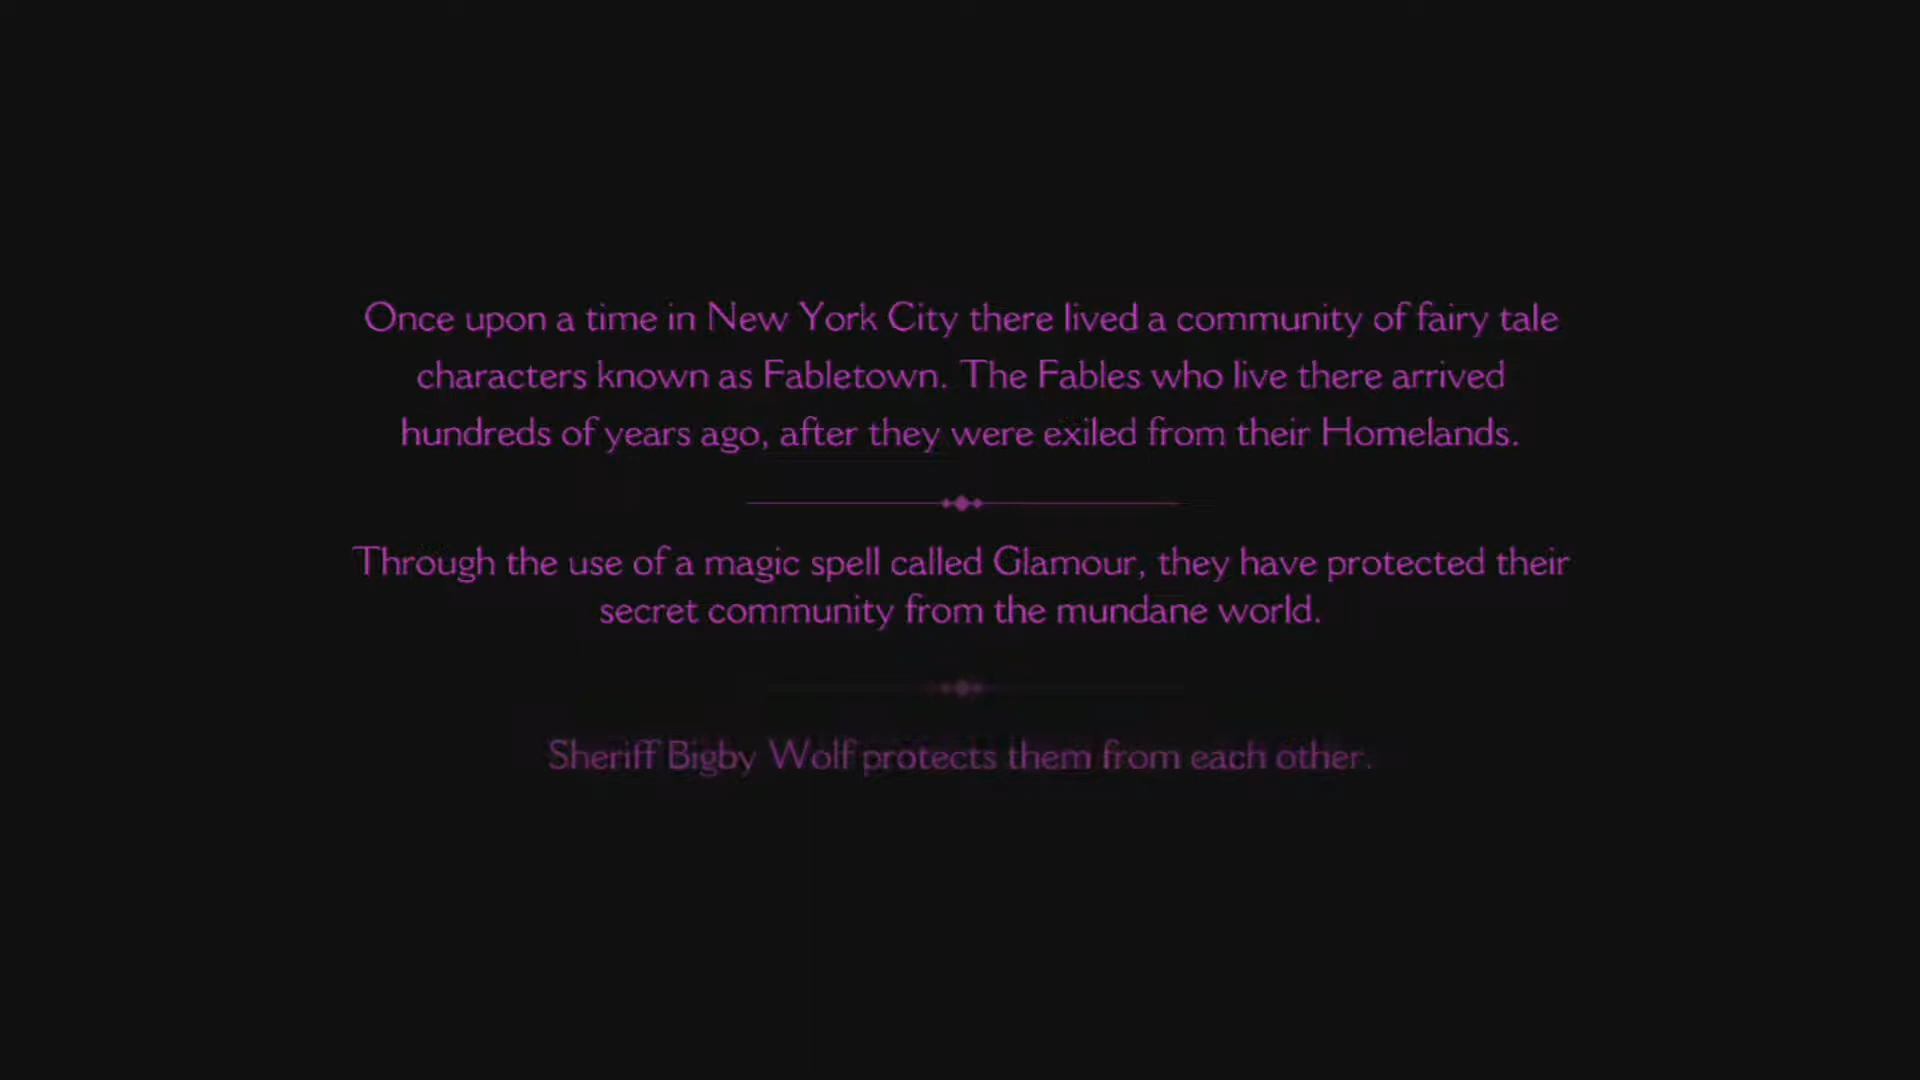 Once upon a time in New York City there lived a community of fairy tale
characters known as Fabletown. The Fables who live there arrived
hundreds of years ago, after they were exiled from their Homelands.
Through the use of a magic spell called Glamour, they have protected their
secret community from the mundane world.
Sheriff Bigby Wolf protects them from each other.